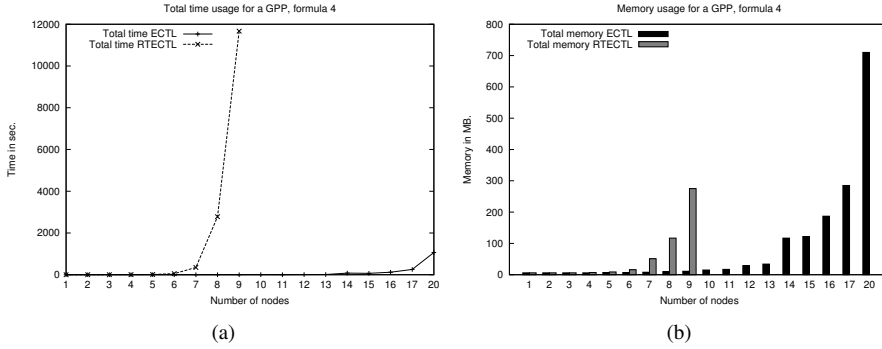 Total time usage for a GPP, formula 4
12000
10000
8000
6000
4000
2000
0
Time in sec.
Total time ECTL
Total time RTECTL
1 2 3 4 5 6 7 8 9 10 11 12 13 14 15 16 17 20
Number of nodes
(a)
Memory usage for a GPP, formula 4
800
700
600
500
400
300
200
100
0
Memory in MB.
Total memory ECTL
Total memory RTECTL
1 2 3 4 5 6 7 8 9 10 11 12 13 14 15 16 17 20
Number of nodes
(b)